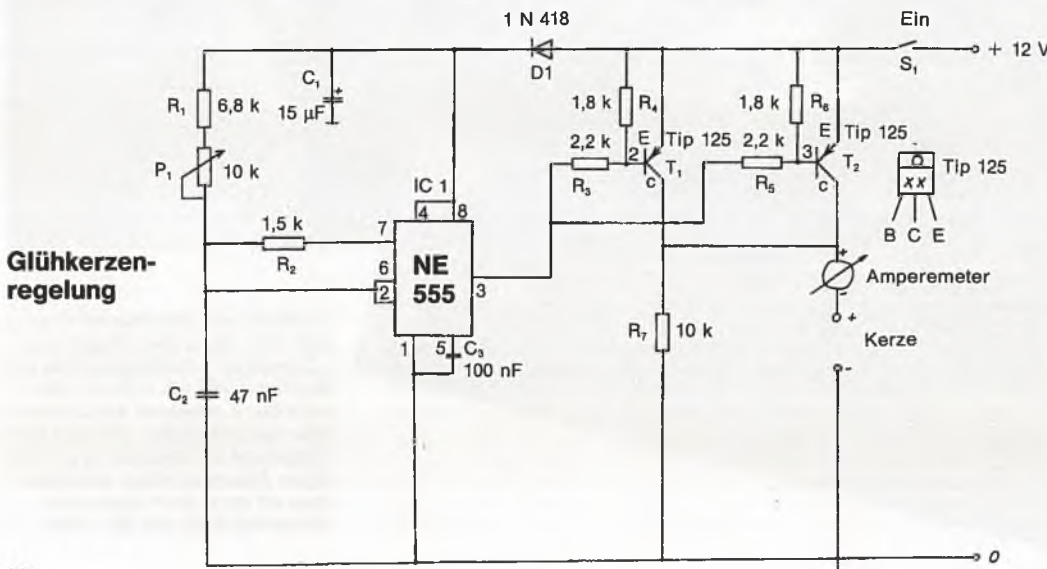 1 N 418
D1
Ein
S₁
+ 12 V
R₁
6,8 k
C₁
+
15 µF
P₁
10 k
1,8 k
R₄
2,2 k
R₃
2
E
Tip 125
T₁
c
1,8 k
R₆
2,2 k
R₅
3
E
Tip 125
T₂
c
Tip 125
xx
B C E
IC 1
4
8
1,5 k
R₂
7
6
2
NE
555
3
1
5
C₃
100 nF
Glühkerzen-
regelung
C₂
47 nF
R₇
10 k
+
Amperemeter
-
+
Kerze
-
0